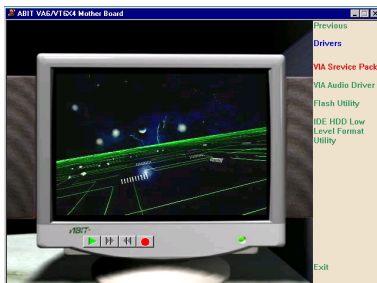 ABIT VA6/VT6X4 Mother Board
Previous
Drivers
VIA Srevice Pack
VIA Audio Driver
Flash Utility
IDE HDD Low
Level Format
Utility
ABIT
Exit